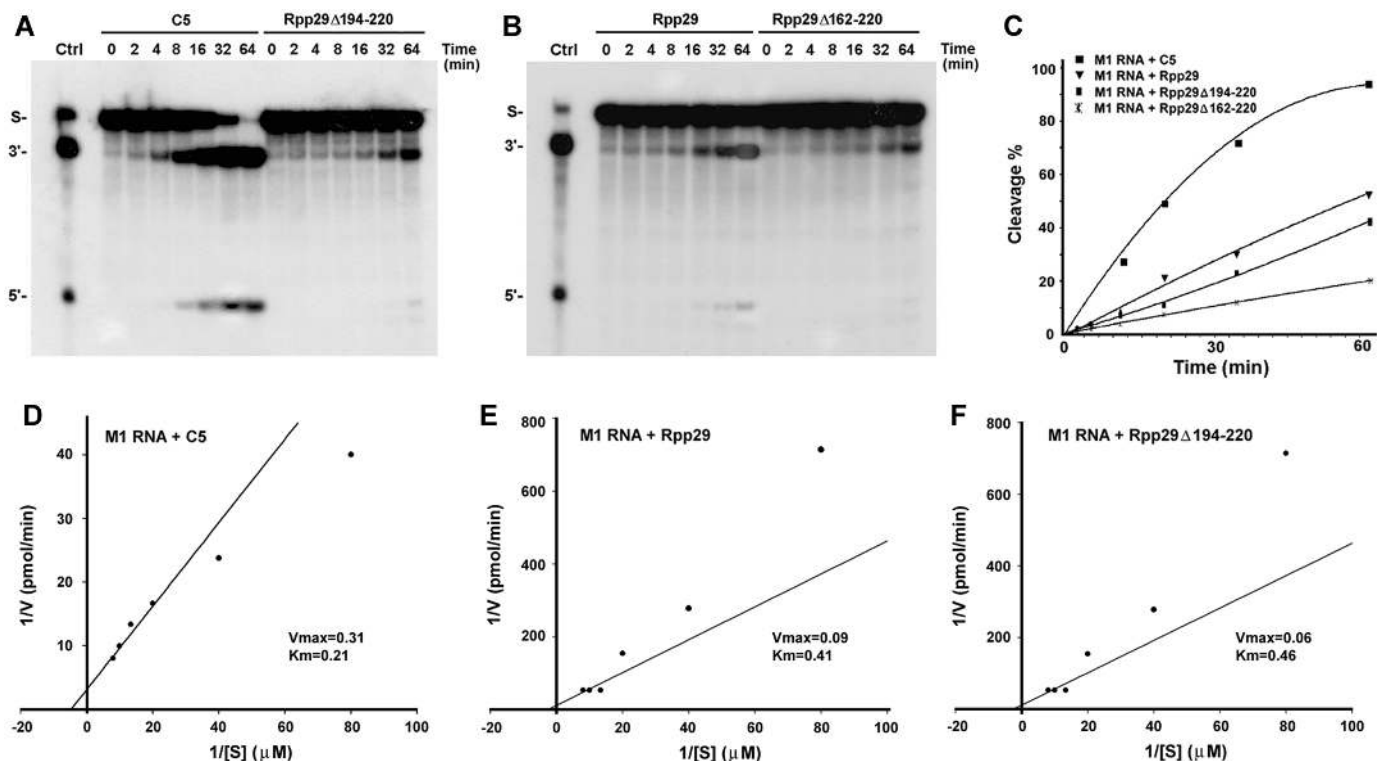 A
C5
Rpp29Δ194-220
Ctrl
0 2 4 8 16 32 64
0 2 4 8 16 32 64
Time
(min)
S-
3'-
5'-
B
Rpp29
Rpp29Δ162-220
Ctrl
0 2 4 8 16 32 64
0 2 4 8 16 32 64
Time
(min)
S-
3'-
5'-
C
M1 RNA + C5
M1 RNA + Rpp29
M1 RNA + Rpp29Δ194-220
M1 RNA + Rpp29Δ162-220
Cleavage %
100
80
60
40
20
0
0 30 60
Time (min)
D
M1 RNA + C5
1/V (pmol/min)
40
30
20
10
Vmax=0.31
Km=0.21
-20 0 20 40 60 80 100
1/[S] (μM)
E
M1 RNA + Rpp29
1/V (pmol/min)
800
600
400
200
Vmax=0.09
Km=0.41
-20 0 20 40 60 80 100
1/[S] (μM)
F
M1 RNA + Rpp29Δ194-220
1/V (pmol/min)
800
600
400
200
Vmax=0.06
Km=0.46
-20 0 20 40 60 80 100
1/[S] (μM)